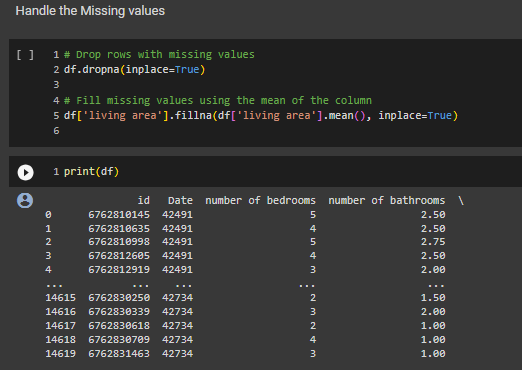 Handle the Missing values
[ ] 1 # Drop rows with missing values
2 df.dropna(inplace=True)
3
4 # Fill missing values using the mean of the column
5 df['living area'].fillna(df['living area'].mean(), inplace=True)
6
1 print(df)
id Date number of bedrooms number of bathrooms \
0 6762810145 42491 5 2.50
1 6762810635 42491 4 2.50
2 6762810998 42491 5 2.75
3 6762812605 42491 4 2.50
4 6762812919 42491 3 2.00
... ... ... ... ...
14615 6762830250 42734 2 1.50
14616 6762830339 42734 3 2.00
14617 6762830618 42734 2 1.00
14618 6762830709 42734 4 1.00
14619 6762831463 42734 3 1.00